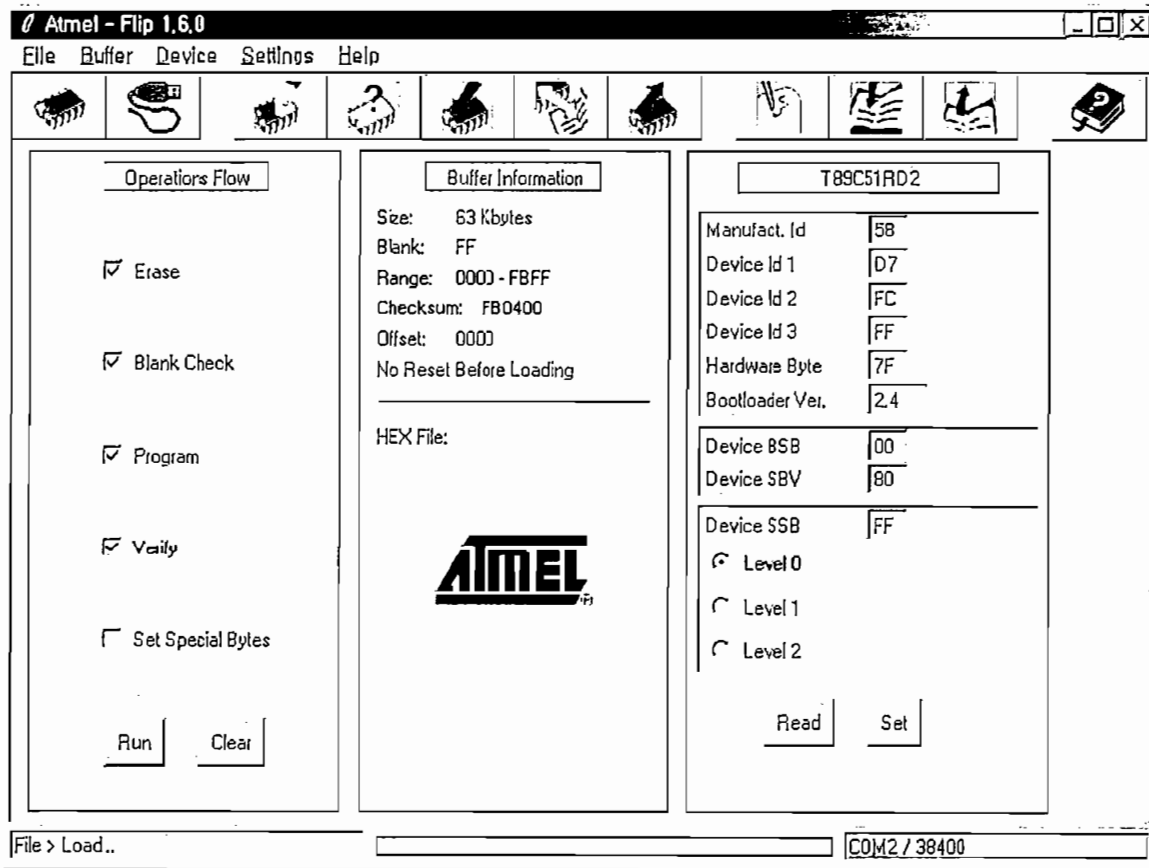 Atmel - Flip 1.6.0
File Buffer Device Settings Help
Operations Flow
Erase
Blank Check
Program
Verify
Set Special Bytes
Run Clear
Buffer Information
Size: 63 Kbytes
Blank: FF
Range: 0000 - FBFF
Checksum: FB0400
Offset: 0000
No Reset Before Loading
HEX File:
ATMEL
T89C51RD2
Manufact. Id 58
Device Id 1 D7
Device Id 2 FC
Device Id 3 FF
Hardware Byte 7F
Bootloader Ver. 2.4
Device BSB 00
Device SBV 80
Device SSB FF
Level 0
Level 1
Level 2
Read Set
File > Load..
COM2 / 38400